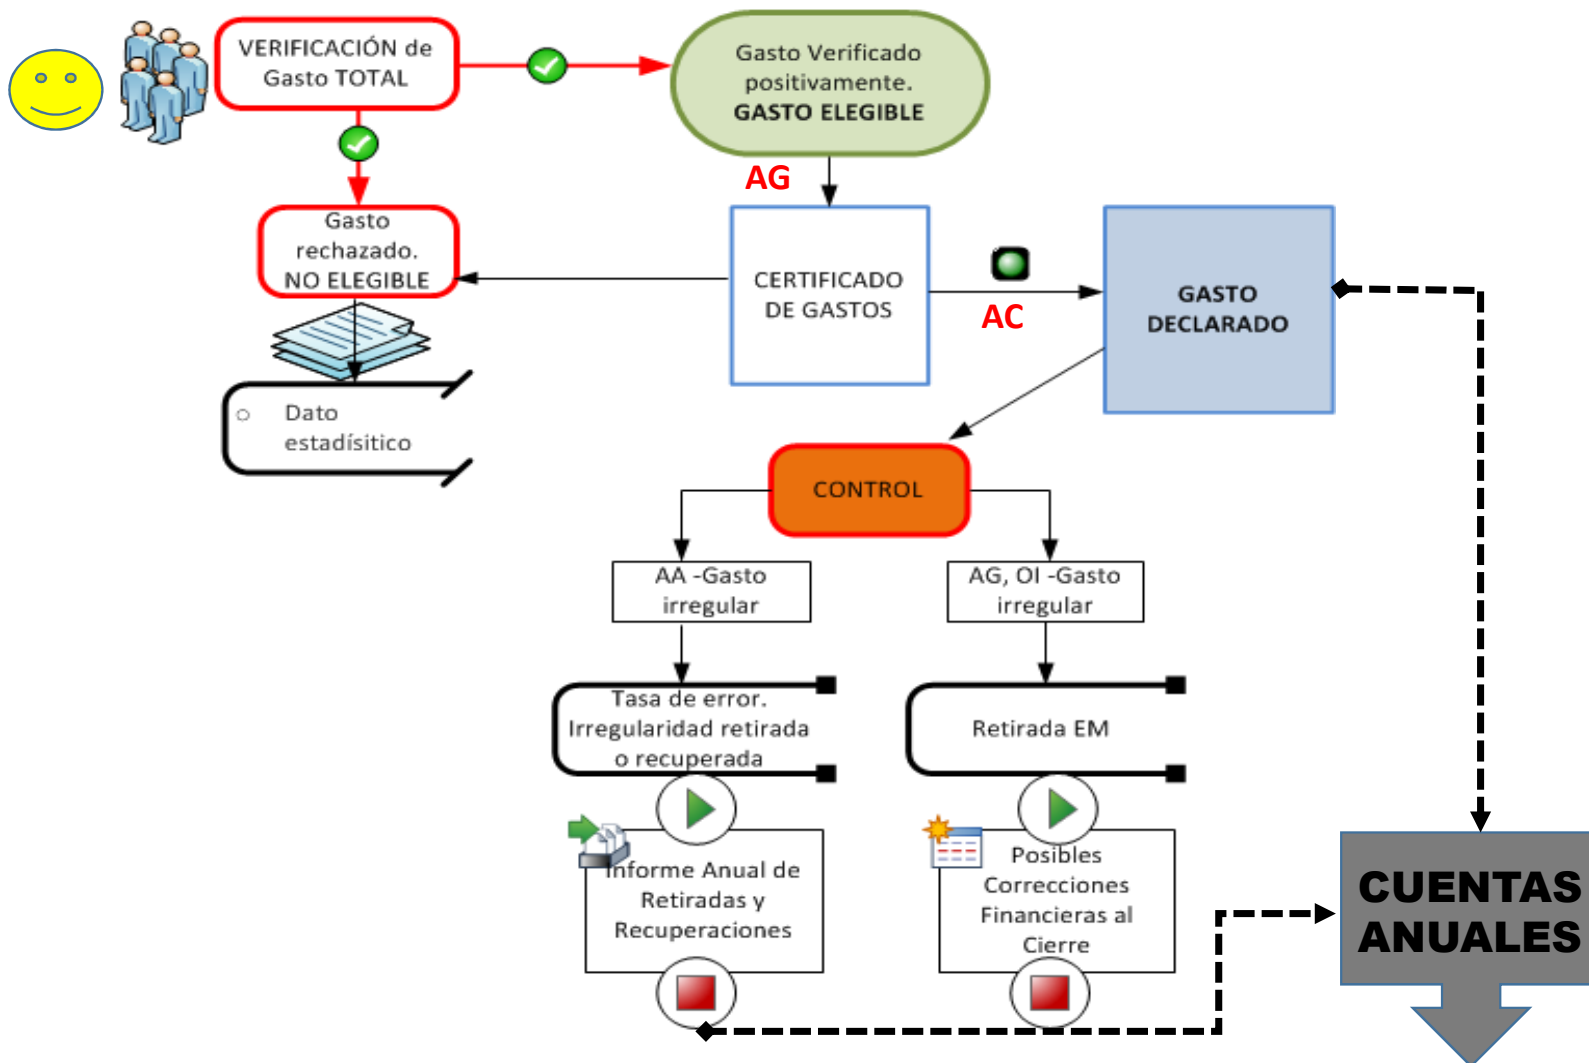 VERIFICACIÓN de
Gasto TOTAL
Gasto Verificado
positivamente.
GASTO ELEGIBLE
AG
Gasto
rechazado.
NO ELEGIBLE
CERTIFICADO
DE GASTOS
AC
GASTO
DECLARADO
Dato
estadísitico
CONTROL
AA -Gasto
irregular
AG, OI -Gasto
irregular
Tasa de error.
Irregularidad retirada
o recuperada
Retirada EM
Informe Anual de
Retiradas y
Recuperaciones
Posibles
Correcciones
Financieras al
Cierre
CUENTAS
ANUALES